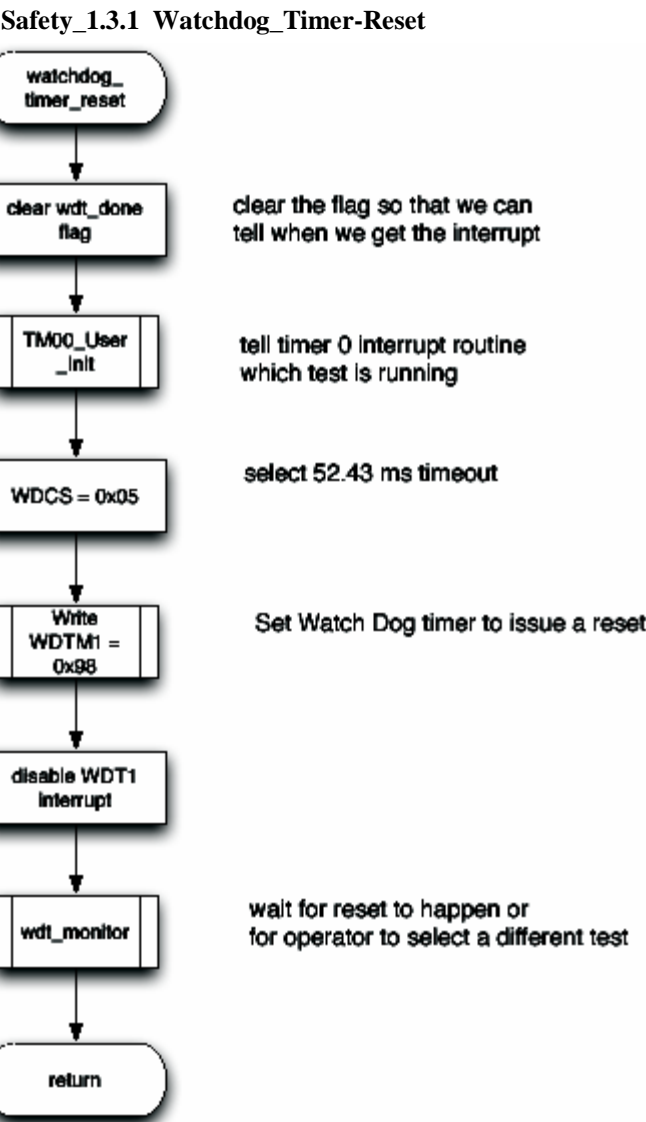 Safety_1.3.1 Watchdog_Timer-Reset
watchdog_
timer_reset
clear wdt_done
flag
clear the flag so that we can
tell when we get the interrupt
TM00_User
_Init
tell timer 0 interrupt routine
which test is running
WDCS = 0x05
select 52.43 ms timeout
Write
WDTM1 =
0x98
Set Watch Dog timer to issue a reset
disable WDT1
interrupt
wdt_monitor
wait for reset to happen or
for operator to select a different test
return